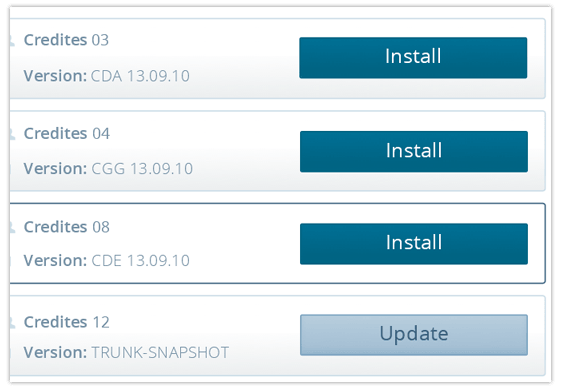 Credites 03
Install
Version: CDA 13.09.10
Credites 04
Install
Version: CGG 13.09.10
Credites 08
Install
Version: CDE 13.09.10
Credites 12
Update
Version: TRUNK-SNAPSHOT